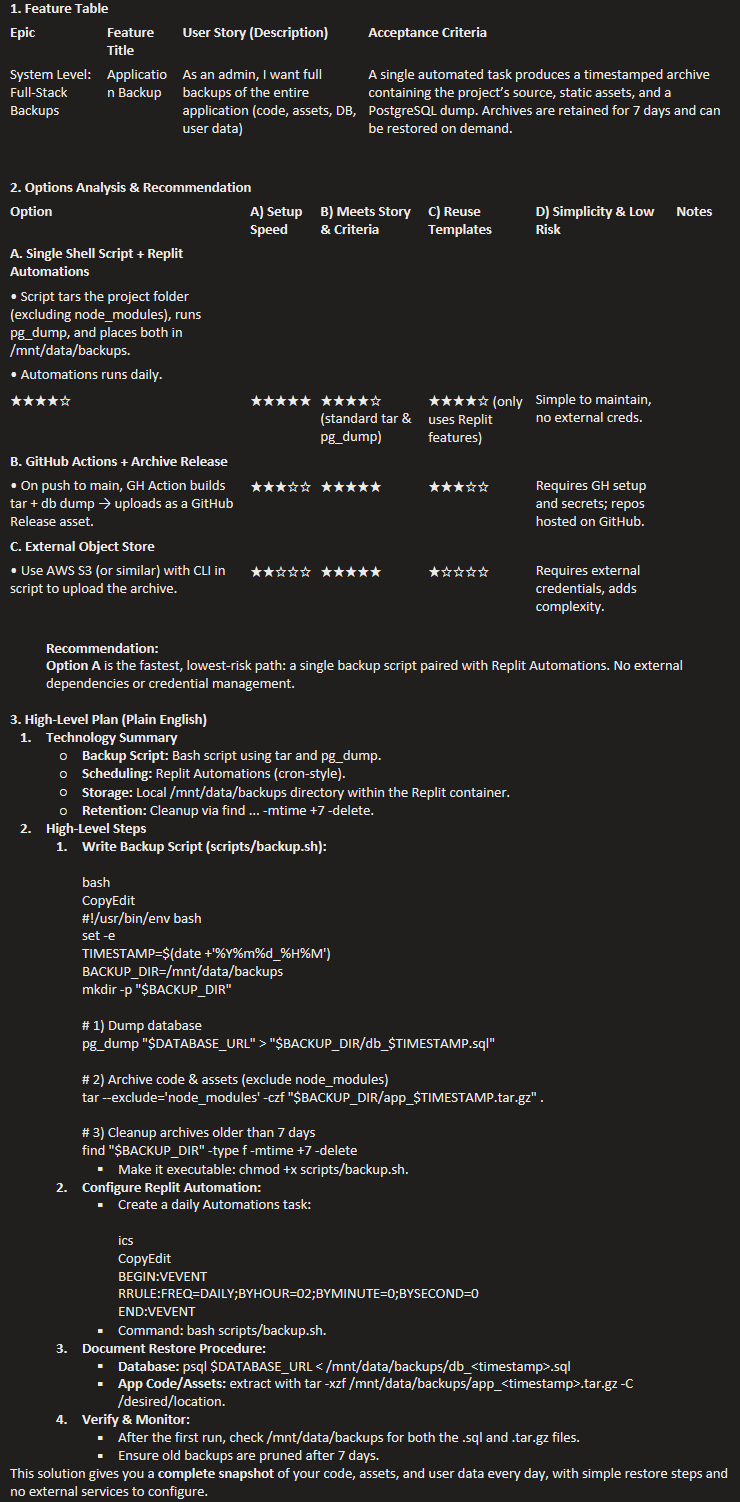 1. Feature Table
Epic Feature Title User Story (Description) Acceptance Criteria
System Level: Full-Stack Backups Application Backup As an admin, I want full backups of the entire application (code, assets, DB, user data) A single automated task produces a timestamped archive containing the project's source, static assets, and a PostgreSQL dump. Archives are retained for 7 days and can be restored on demand.
2. Options Analysis & Recommendation
Option A) Setup Speed B) Meets Story & Criteria C) Reuse Templates D) Simplicity & Low Risk Notes
A. Single Shell Script + Replit Automations
• Script tars the project folder (excluding node_modules), runs pg_dump, and places both in /mnt/data/backups.
• Automations runs daily.
★★★★☆ ★★★★★ ★★★★☆ (standard tar & pg_dump) ★★★★☆ (only uses Replit features) Simple to maintain, no external creds.
B. GitHub Actions + Archive Release
• On push to main, GH Action builds tar + db dump → uploads as a GitHub Release asset. ★★★☆☆ ★★★★★ ★★★☆☆ Requires GH setup and secrets; repos hosted on GitHub.
C. External Object Store
• Use AWS S3 (or similar) with CLI in script to upload the archive. ★★☆☆☆ ★★★★★ ★☆☆☆☆ Requires external credentials, adds complexity.
Recommendation:
Option A is the fastest, lowest-risk path: a single backup script paired with Replit Automations. No external
dependencies or credential management.
3. High-Level Plan (Plain English)
1. Technology Summary
o Backup Script: Bash script using tar and pg_dump.
o Scheduling: Replit Automations (cron-style).
o Storage: Local /mnt/data/backups directory within the Replit container.
o Retention: Cleanup via find ... -mtime +7 -delete.
2. High-Level Steps
1. Write Backup Script (scripts/backup.sh):
bash
CopyEdit
#!/usr/bin/env bash
set -e
TIMESTAMP=$(date +'%Y%m%d_%H%M')
BACKUP_DIR=/mnt/data/backups
mkdir -p "$BACKUP_DIR"
# 1) Dump database
pg_dump "$DATABASE_URL" > "$BACKUP_DIR/db_$TIMESTAMP.sql"
# 2) Archive code & assets (exclude node_modules)
tar --exclude='node_modules' -czf "$BACKUP_DIR/app_$TIMESTAMP.tar.gz" .
# 3) Cleanup archives older than 7 days
find "$BACKUP_DIR" -type f -mtime +7 -delete
▪ Make it executable: chmod +x scripts/backup.sh.
2. Configure Replit Automation:
▪ Create a daily Automations task:
ics
CopyEdit
BEGIN:VEVENT
RRULE:FREQ=DAILY;BYHOUR=02;BYMINUTE=0;BYSECOND=0
END:VEVENT
▪ Command: bash scripts/backup.sh.
3. Document Restore Procedure:
▪ Database: psql $DATABASE_URL < /mnt/data/backups/db_<timestamp>.sql
▪ App Code/Assets: extract with tar -xzf /mnt/data/backups/app_<timestamp>.tar.gz -C
/desired/location.
4. Verify & Monitor:
▪ After the first run, check /mnt/data/backups for both the .sql and .tar.gz files.
▪ Ensure old backups are pruned after 7 days.
This solution gives you a complete snapshot of your code, assets, and user data every day, with simple restore steps and
no external services to configure.